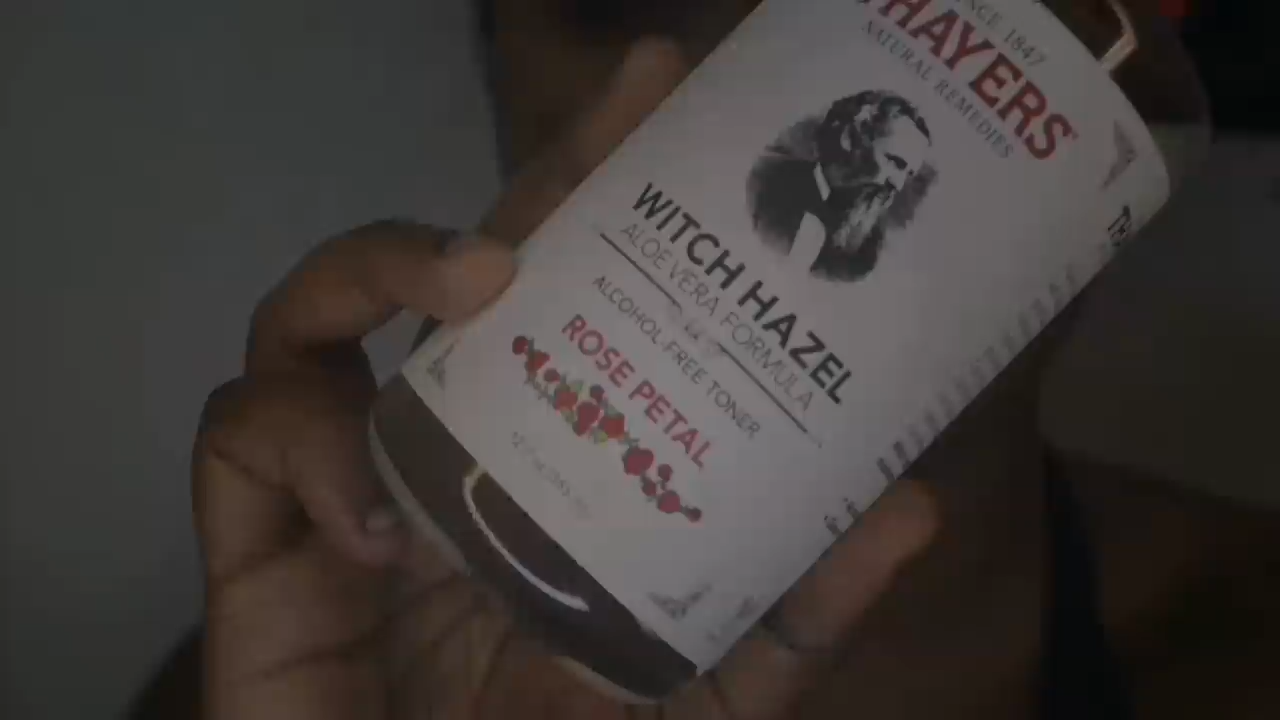 SINCE 1847
THAYERS
NATURAL REMEDIES
WITCH HAZEL
ALOE VERA FORMULA
ALCOHOL-FREE TONER
ROSE PETAL